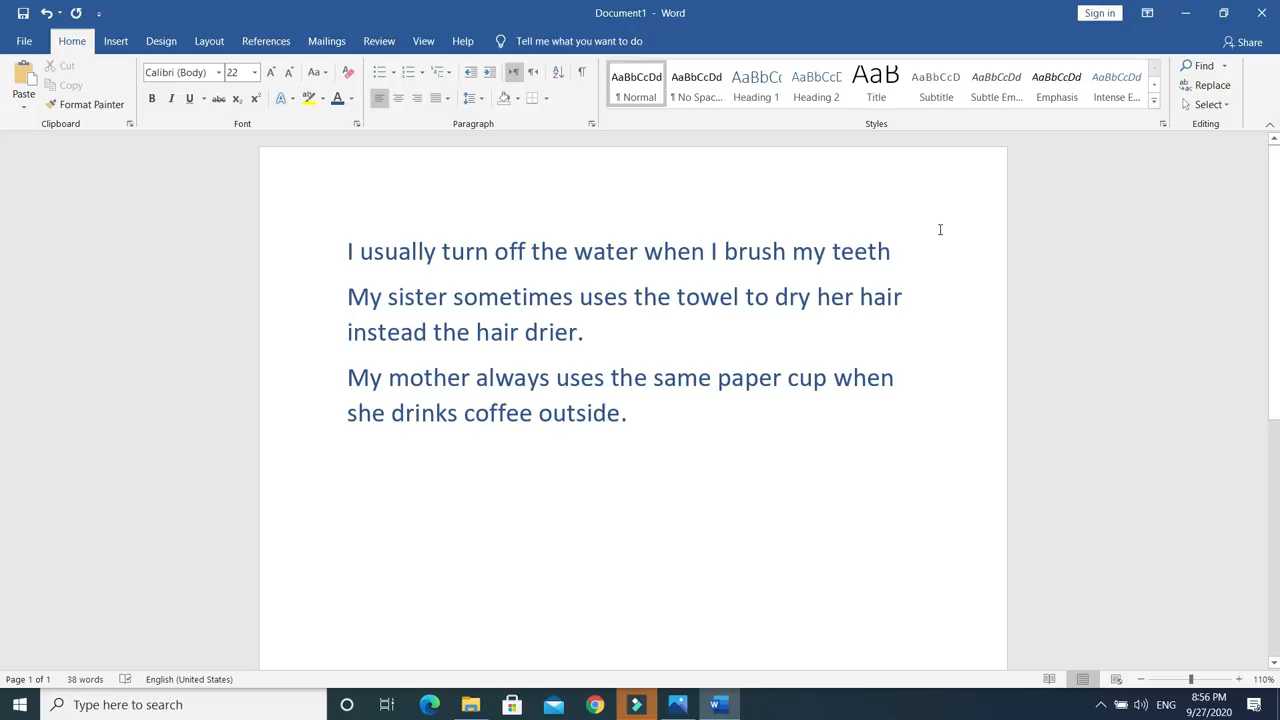 Document1 - Word
Sign in
File Home Insert Design Layout References Mailings Review View Help Tell me what you want to do
Share
Paste
Cut
Copy
Format Painter
Clipboard
Calibri (Body) 22
Font
Paragraph
AaBbCcDd AaBbCcDd AaBbCc AaBbCcD AaB AaBbCcD AaBbCcDd AaBbCcDd AaBbCcDd
¶ Normal ¶ No Spac... Heading 1 Heading 2 Title Subtitle Subtle Em... Emphasis Intense E...
Styles
Find
Replace
Select
Editing
I usually turn off the water when I brush my teeth
My sister sometimes uses the towel to dry her hair
instead the hair drier.
My mother always uses the same paper cup when
she drinks coffee outside.
Page 1 of 1 38 words English (United States) 110%
Type here to search
ENG
8:56 PM
9/27/2020